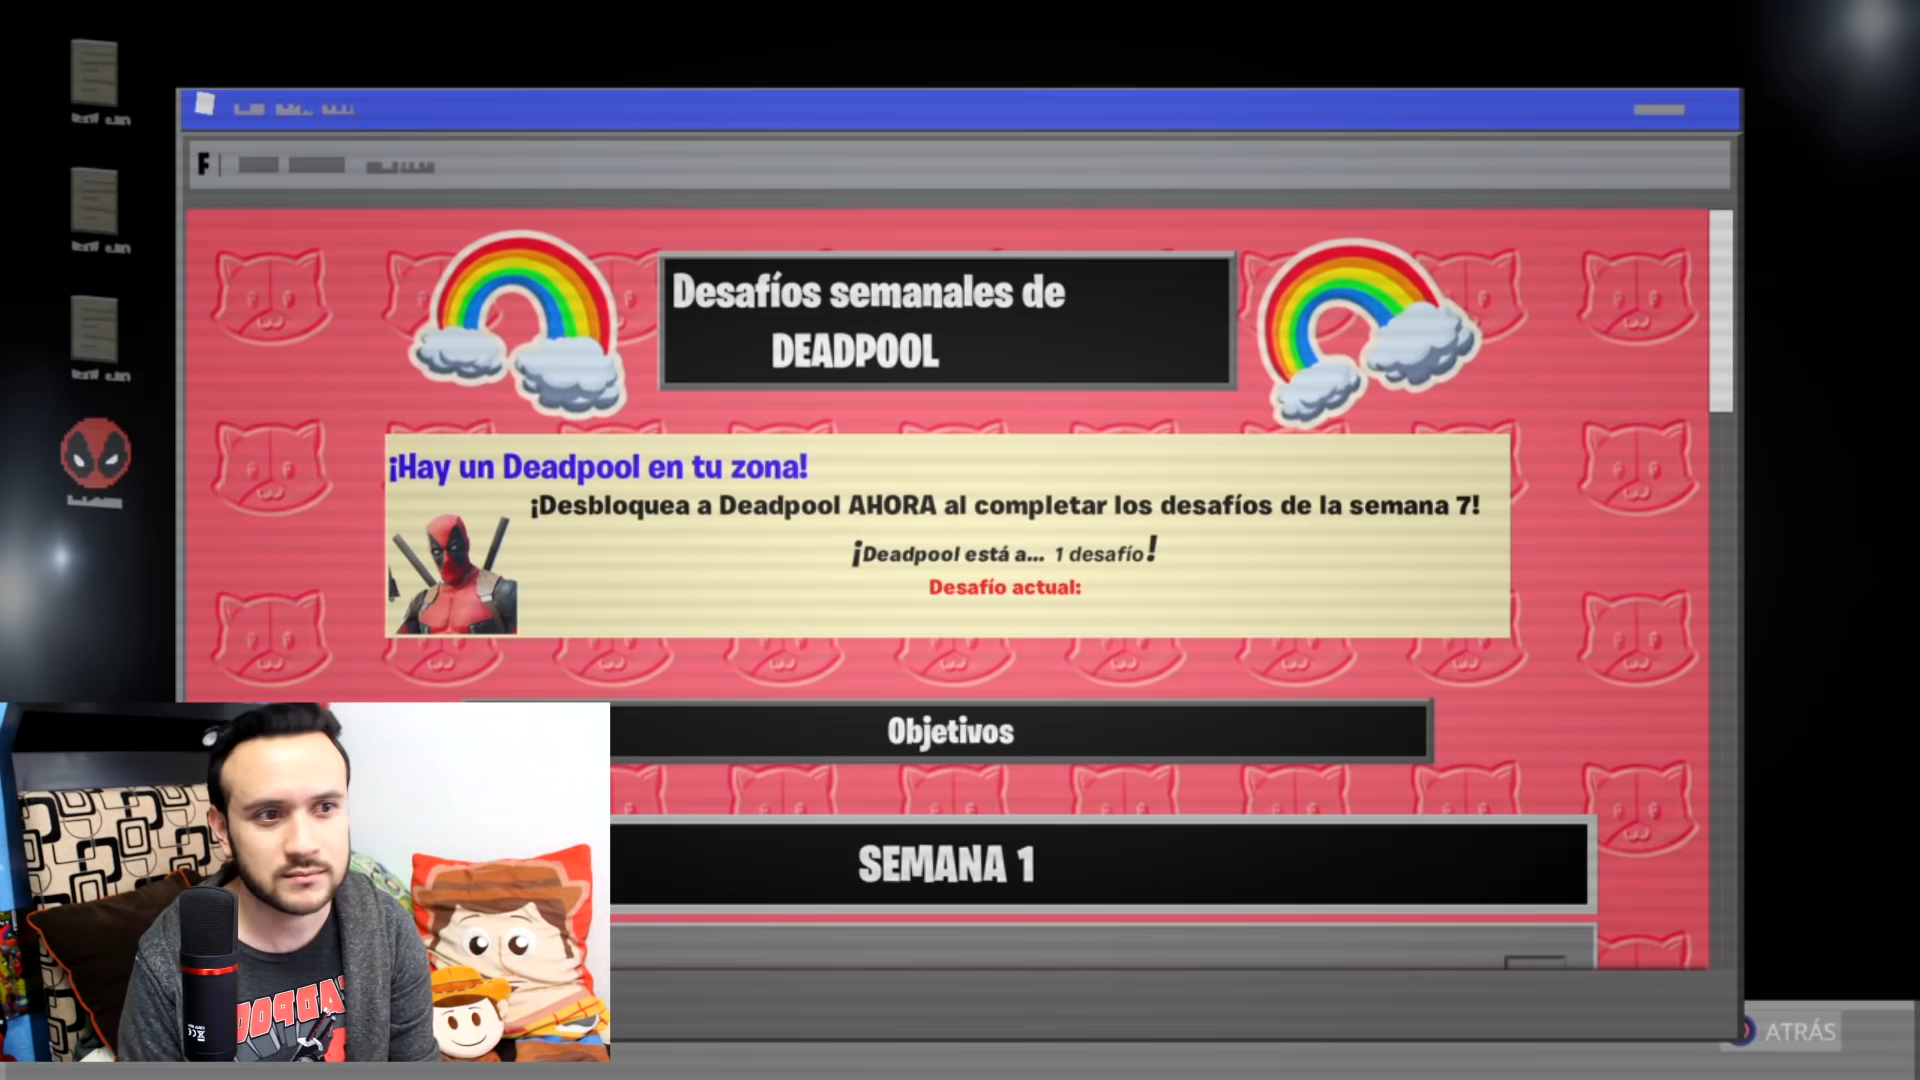 F
Desafíos semanales de
DEADPOOL
¡Hay un Deadpool en tu zona!
¡Desbloquea a Deadpool AHORA al completar los desafíos de la semana 7!
¡Deadpool está a... 1 desafío!
Desafío actual:
Objetivos
SEMANA 1
DEADPOOL
ATRÁS